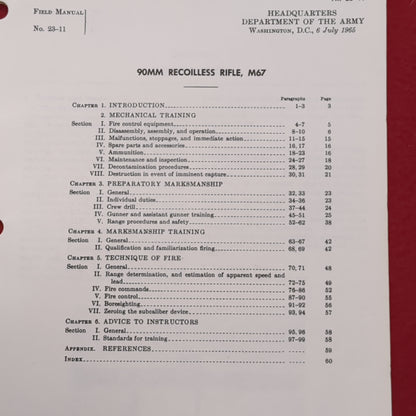 Field Manual
No. 23-11
HEADQUARTERS
DEPARTMENT OF THE ARMY
Washington, D.C., 6 July 1965
90MM RECOILLESS RIFLE, M67
Paragraphs Page
Chapter 1. INTRODUCTION 1-3 3
2. MECHANICAL TRAINING
Section I. Fire control equipment 4-7 5
II. Disassembly, assembly, and operation 8-10 6
III. Malfunctions, stoppages, and immediate action 11-15 15
IV. Spare parts and accessories 16, 17 16
V. Ammunition 18-23 16
VI. Maintenance and inspection 24-27 18
VII. Decontamination procedures 28, 29 20
VIII. Destruction in event of imminent capture 30, 31 21
Chapter 3. PREPARATORY MARKSMANSHIP
Section I. General 32, 33 23
II. Individual duties 34-36 23
III. Crew drill 37-44 24
IV. Gunner and assistant gunner training 45-51 25
V. Range procedures and safety 52-62 38
Chapter 4. MARKSMANSHIP TRAINING
Section I. General 63-67 42
II. Qualification and familiarization firing 68, 69 42
Chapter 5. TECHNIQUE OF FIRE
Section I. General 70, 71 48
II. Range determination, and estimation of apparent speed and
lead 72-75 49
IV. Fire commands 76-86 52
V. Fire control 87-90 55
VI. Boresighting 91-92 56
VII. Zeroing the subcaliber device 93, 94 57
Chapter 6. ADVICE TO INSTRUCTORS
Section I. General 95, 96 58
II. Standards for training 97-99 58
Appendix. REFERENCES 59
Index 60